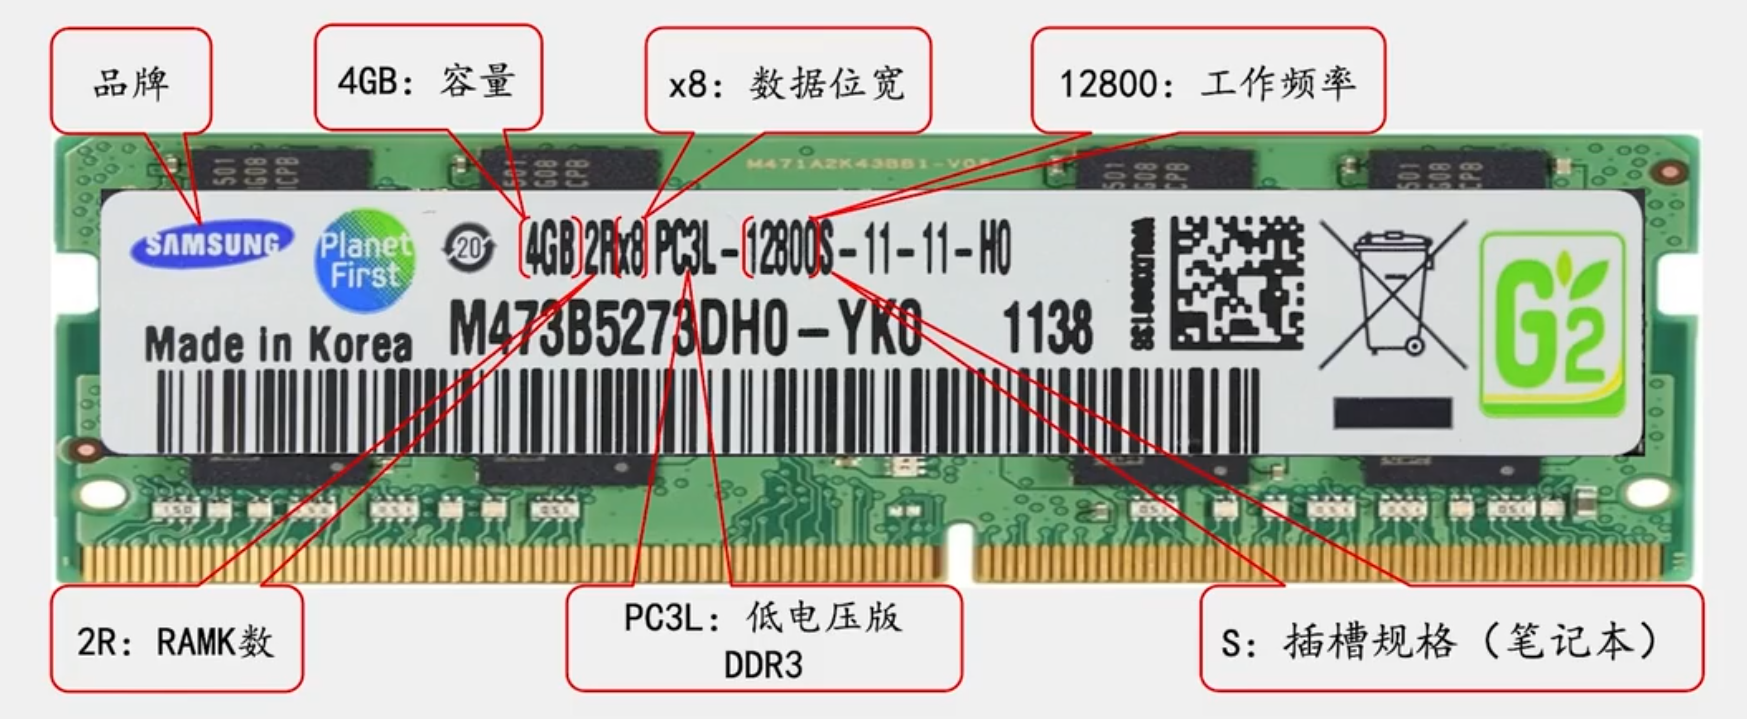 品牌
4GB: 容量
x8: 数据位宽
12800: 工作频率
M471A2K43BB1-V0
SAMSUNG
Planet
First
20
4GB 2Rx8 PC3L-12800S-11-11-H0
M473B5273DH0-YK0 1138
Made in Korea
G2
2R: RAMK数
PC3L: 低电压版
DDR3
S: 插槽规格（笔记本）